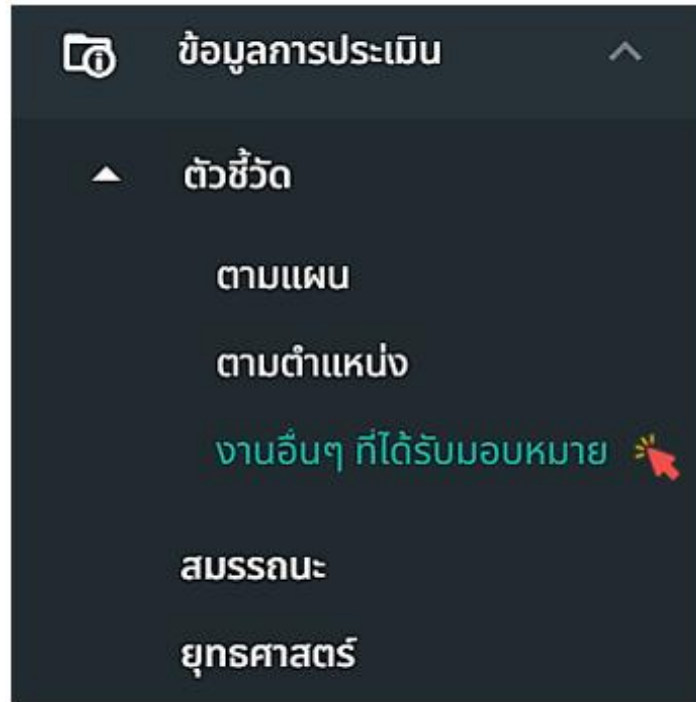 ข้อมูลการประเมิน
ตัวชี้วัด
ตามแผน
ตามตำแหน่ง
งานอื่นๆ ที่ได้รับมอบหมาย
สมรรถนะ
ยุทธศาสตร์